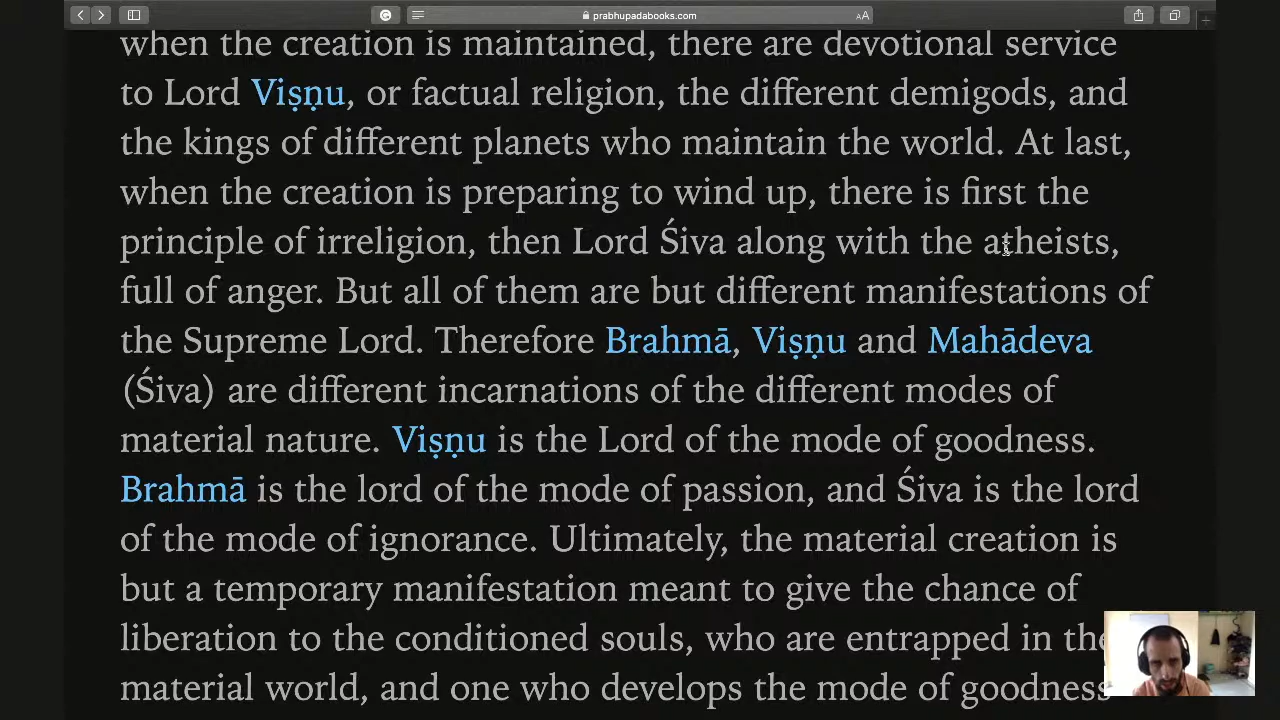 prabhupadabooks.com
AA
when the creation is maintained, there are devotional service
to Lord Viṣṇu, or factual religion, the different demigods, and
the kings of different planets who maintain the world. At last,
when the creation is preparing to wind up, there is first the
principle of irreligion, then Lord Śiva along with the atheists,
full of anger. But all of them are but different manifestations of
the Supreme Lord. Therefore Brahmā, Viṣṇu and Mahādeva
(Śiva) are different incarnations of the different modes of
material nature. Viṣṇu is the Lord of the mode of goodness.
Brahmā is the lord of the mode of passion, and Śiva is the lord
of the mode of ignorance. Ultimately, the material creation is
but a temporary manifestation meant to give the chance of
liberation to the conditioned souls, who are entrapped in the
material world, and one who develops the mode of goodness